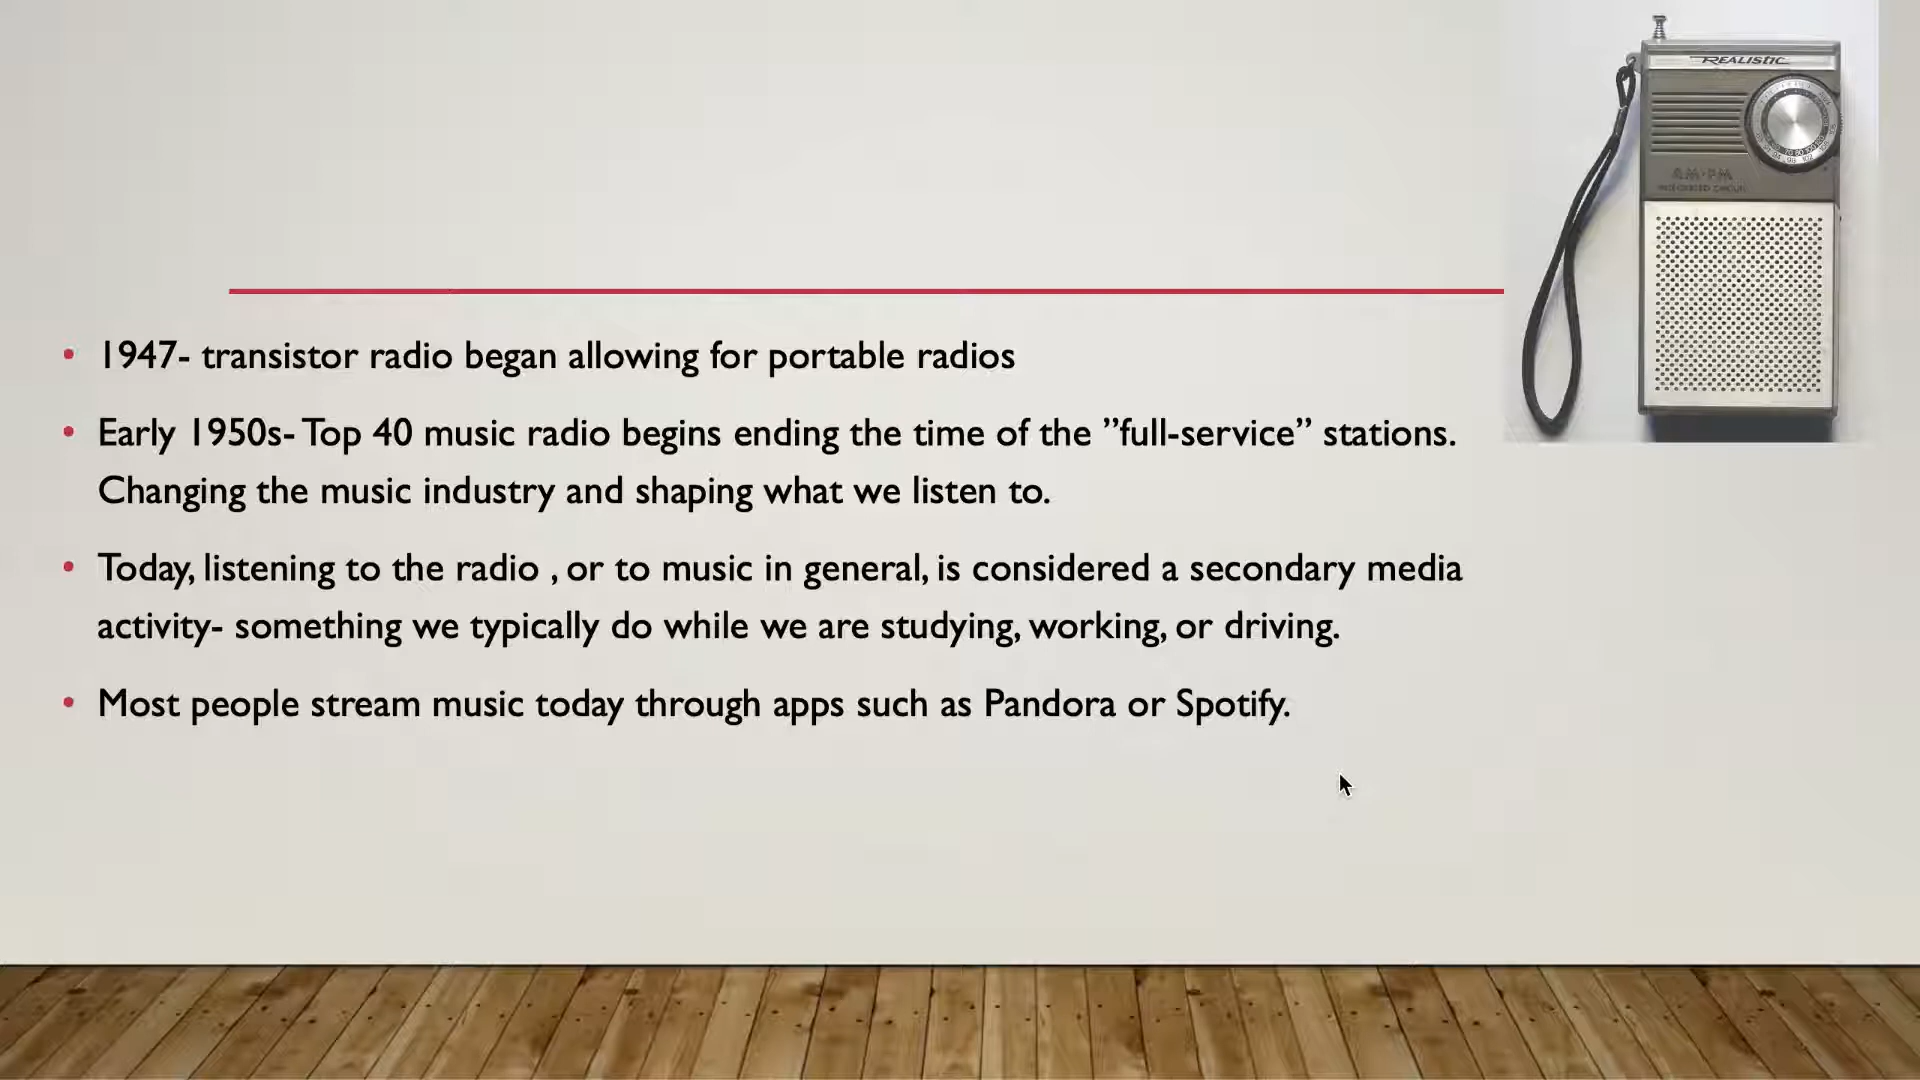 REALISTIC
AM·FM
• 1947- transistor radio began allowing for portable radios
• Early 1950s- Top 40 music radio begins ending the time of the ”full-service” stations.
Changing the music industry and shaping what we listen to.
• Today, listening to the radio , or to music in general, is considered a secondary media
activity- something we typically do while we are studying, working, or driving.
• Most people stream music today through apps such as Pandora or Spotify.